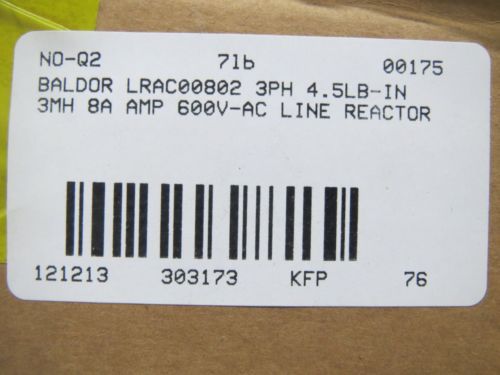 NO-Q2 7lb 00175
BALDOR LRAC00802 3PH 4.5LB-IN
3MH 8A AMP 600V-AC LINE REACTOR
121213 303173 KFP 76